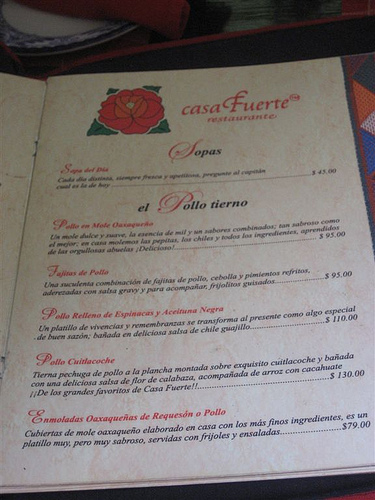 casa Fuerte
restaurante
Sopas
Sopa del Día
Cada día distinta, siempre fresca y apetitosa, pregunte al capitán
cual es la de hoy ........ $ 45.00
el Pollo tierno
Pollo en Mole Oaxaqueño
Un mole dulce y suave, la esencia de mil y un sabores combinados; tan sabroso como
el mejor; en casa molemos las pepitas, los chiles y todos los ingredientes, aprendidos
de las orgullosas abuelas ¡Delicioso! ........ $ 95.00
Fajitas de Pollo
Una suculenta combinación de fajitas de pollo, cebolla y pimientos refritos,
aderezadas con salsa gravy y para acompañar, frijolitos guisados ........ $ 95.00
Pollo Relleno de Espinacas y Aceituna Negra
Un platillo de vivencias y remembranzas se transforma al presente como algo especial
de buen sazón, bañada en deliciosa salsa de chile guajillo ........ $ 110.00
Pollo Cuitlacoche
Tierna pechuga de pollo a la plancha montada sobre exquisito cuitlacoche y bañada
con una deliciosa salsa de flor de calabaza, acompañada de arroz con cacahuate
¡¡De los grandes favoritos de Casa Fuerte!! ........ $ 130.00
Enmoladas Oaxaqueñas de Requesón o Pollo
Cubiertas de mole oaxaqueño elaborado en casa con los más finos ingredientes, es un
platillo muy, pero muy sabroso, servidas con frijoles y ensaladas ........ $79.00